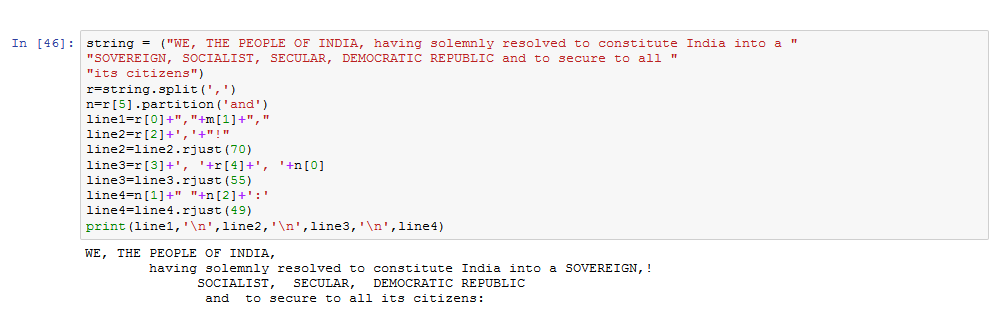 In [46]: string = ("WE, THE PEOPLE OF INDIA, having solemnly resolved to constitute India into a "
"SOVEREIGN, SOCIALIST, SECULAR, DEMOCRATIC REPUBLIC and to secure to all "
"its citizens")
r=string.split(',')
n=r[5].partition('and')
line1=r[0]+","+m[1]+","
line2=r[2]+','+"!"
line2=line2.rjust(70)
line3=r[3]+', '+r[4]+', '+n[0]
line3=line3.rjust(55)
line4=n[1]+" "+n[2]+':'
line4=line4.rjust(49)
print(line1,'\n',line2,'\n',line3,'\n',line4)
WE, THE PEOPLE OF INDIA,
        having solemnly resolved to constitute India into a SOVEREIGN,!
              SOCIALIST,  SECULAR,  DEMOCRATIC REPUBLIC
               and  to secure to all its citizens: